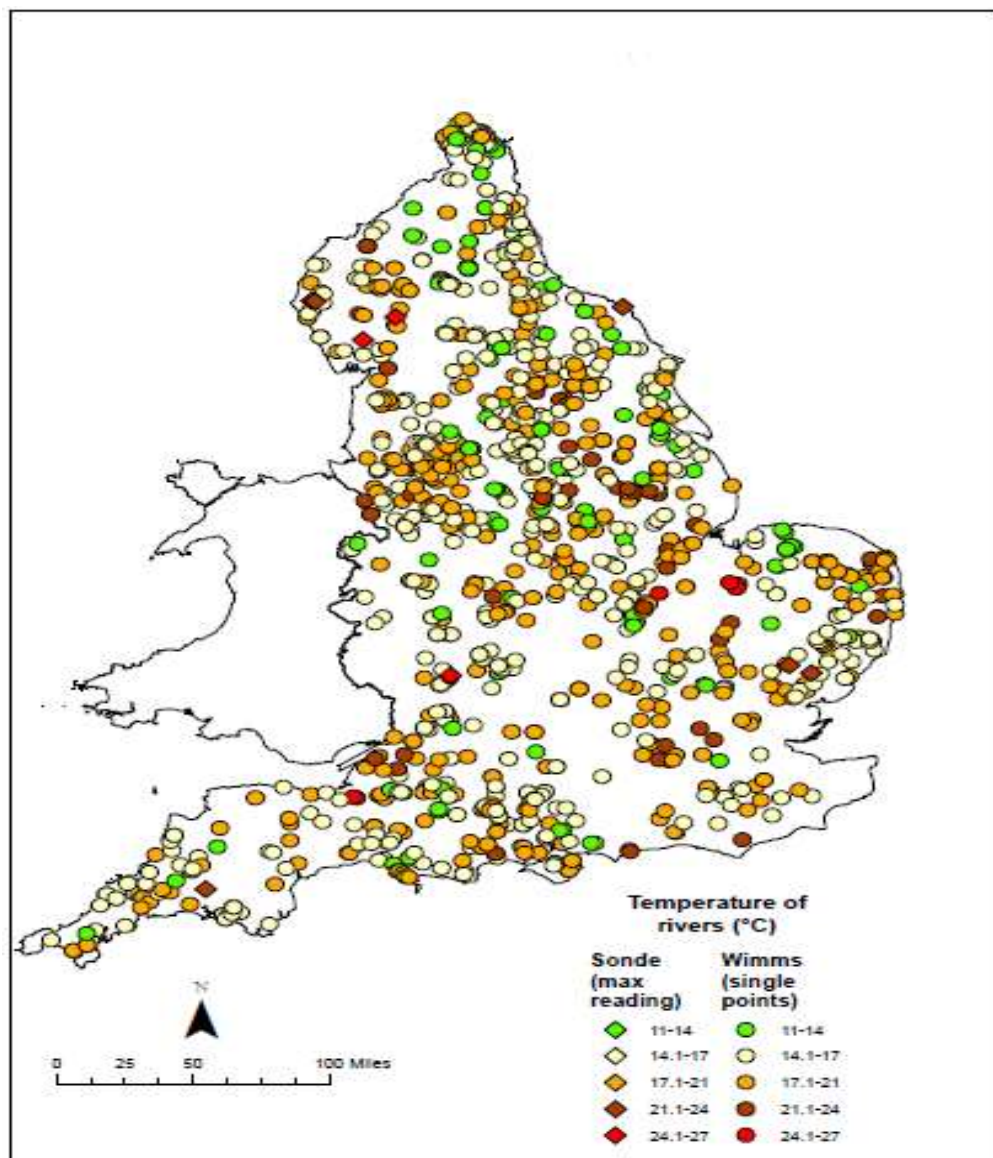 Temperature of
rivers (°C)
Sonde
(max
reading)
Wimms
(single
points)
11-14
11-14
14.1-17
14.1-17
17.1-21
17.1-21
21.1-24
21.1-24
24.1-27
24.1-27
N
0 25 50 100 Miles